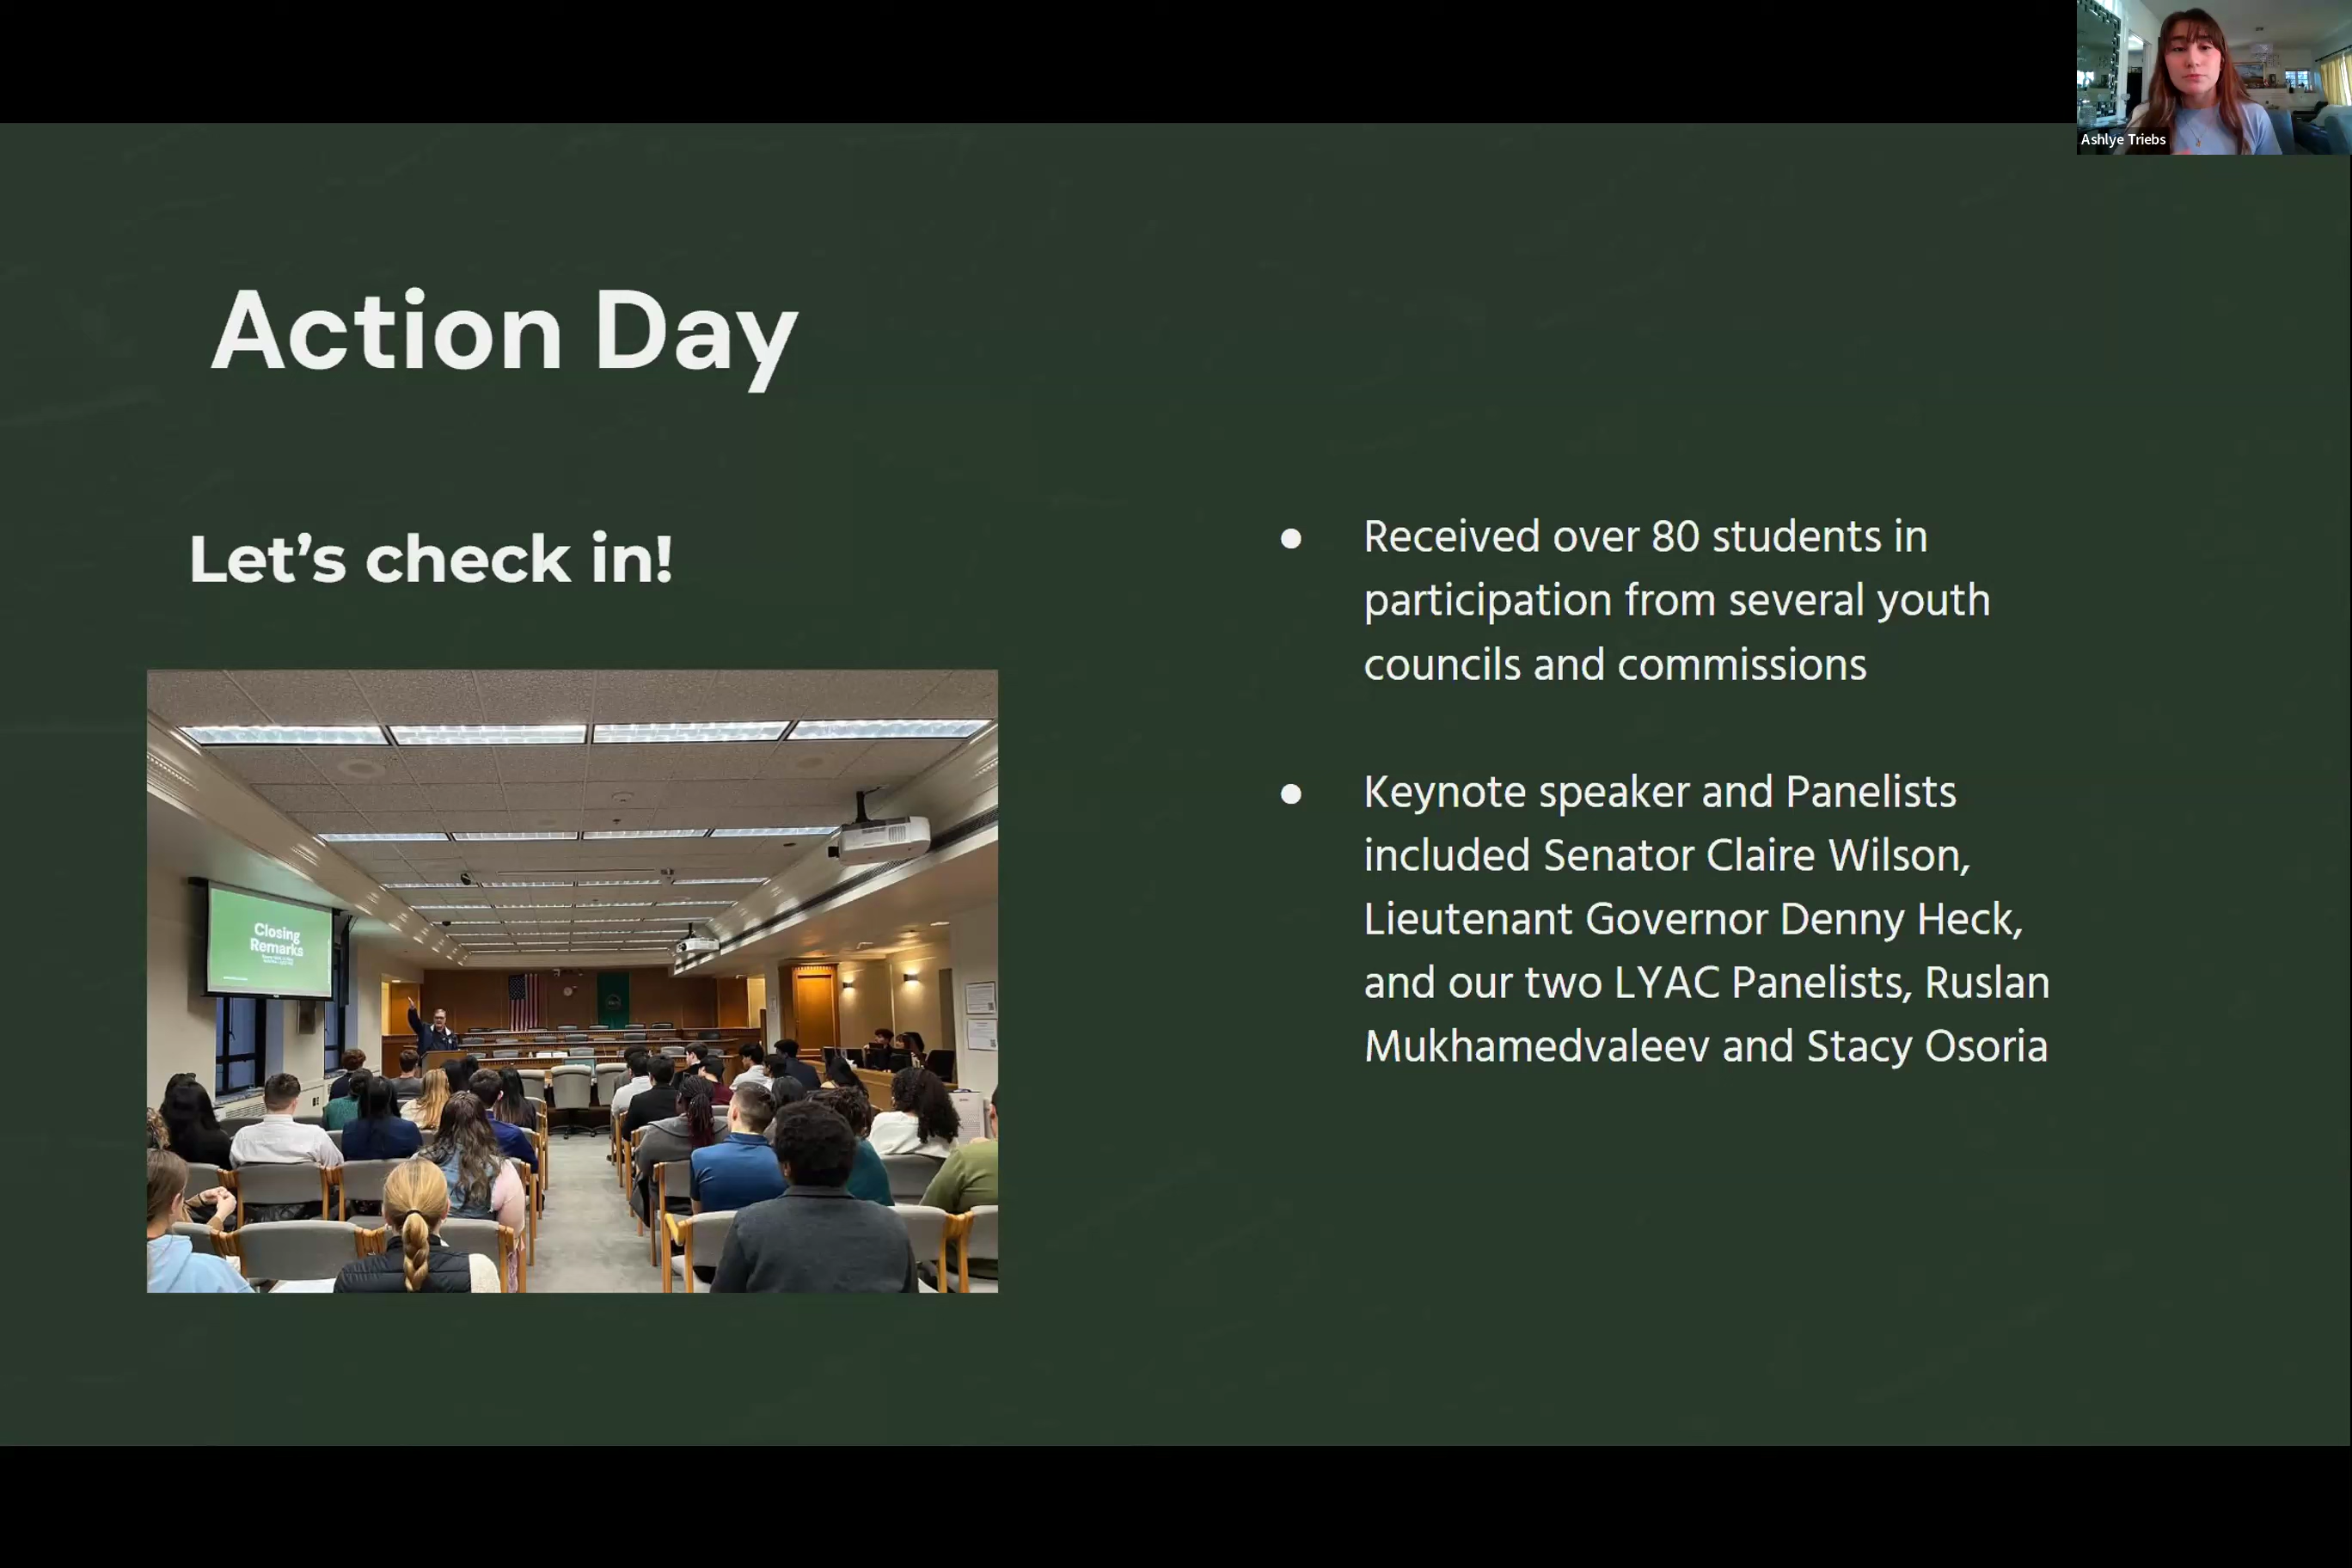 Ashlye Triebs
Action Day
Let's check in!
Received over 80 students in
participation from several youth
councils and commissions
Keynote speaker and Panelists
included Senator Claire Wilson,
Lieutenant Governor Denny Heck,
and our two LYAC Panelists, Ruslan
Mukhamedvaleev and Stacy Osoria
Closing
Remarks